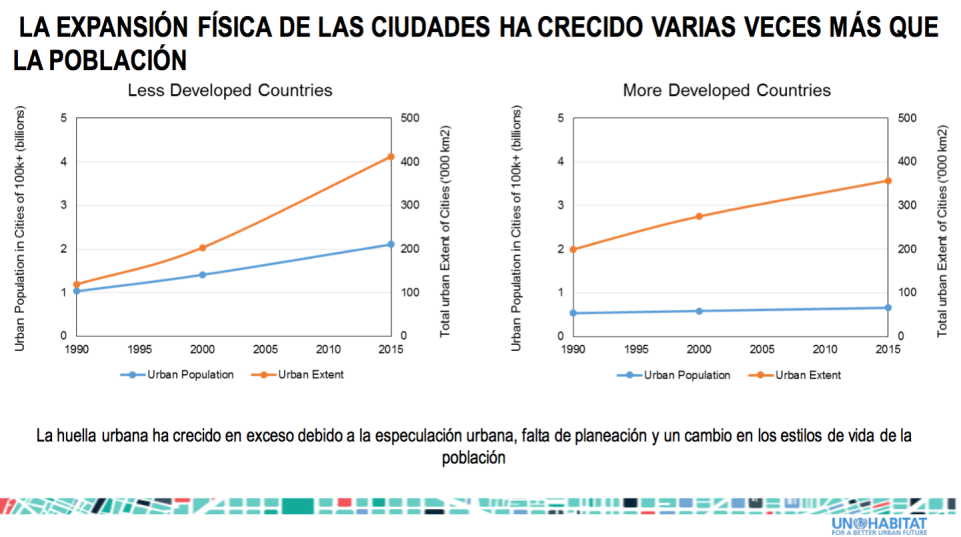 LA EXPANSIÓN FÍSICA DE LAS CIUDADES HA CRECIDO VARIAS VECES MÁS QUE
LA POBLACIÓN
Less Developed Countries
Urban Population in Cities of 100k+ (billions)
5
4
3
2
1
0
500
400
300
200
100
0
Total urban Extent of Cities ('000 km2)
1990 1995 2000 2005 2010 2015
Urban Population Urban Extent
More Developed Countries
Urban Population in Cities of 100k+ (billions)
5
4
3
2
1
0
500
400
300
200
100
0
Total urban Extent of Cities ('000 km2)
1990 1995 2000 2005 2010 2015
Urban Population Urban Extent
La huella urbana ha crecido en exceso debido a la especulación urbana, falta de planeación y un cambio en los estilos de vida de la
población
UN HABITAT
FOR A BETTER URBAN FUTURE